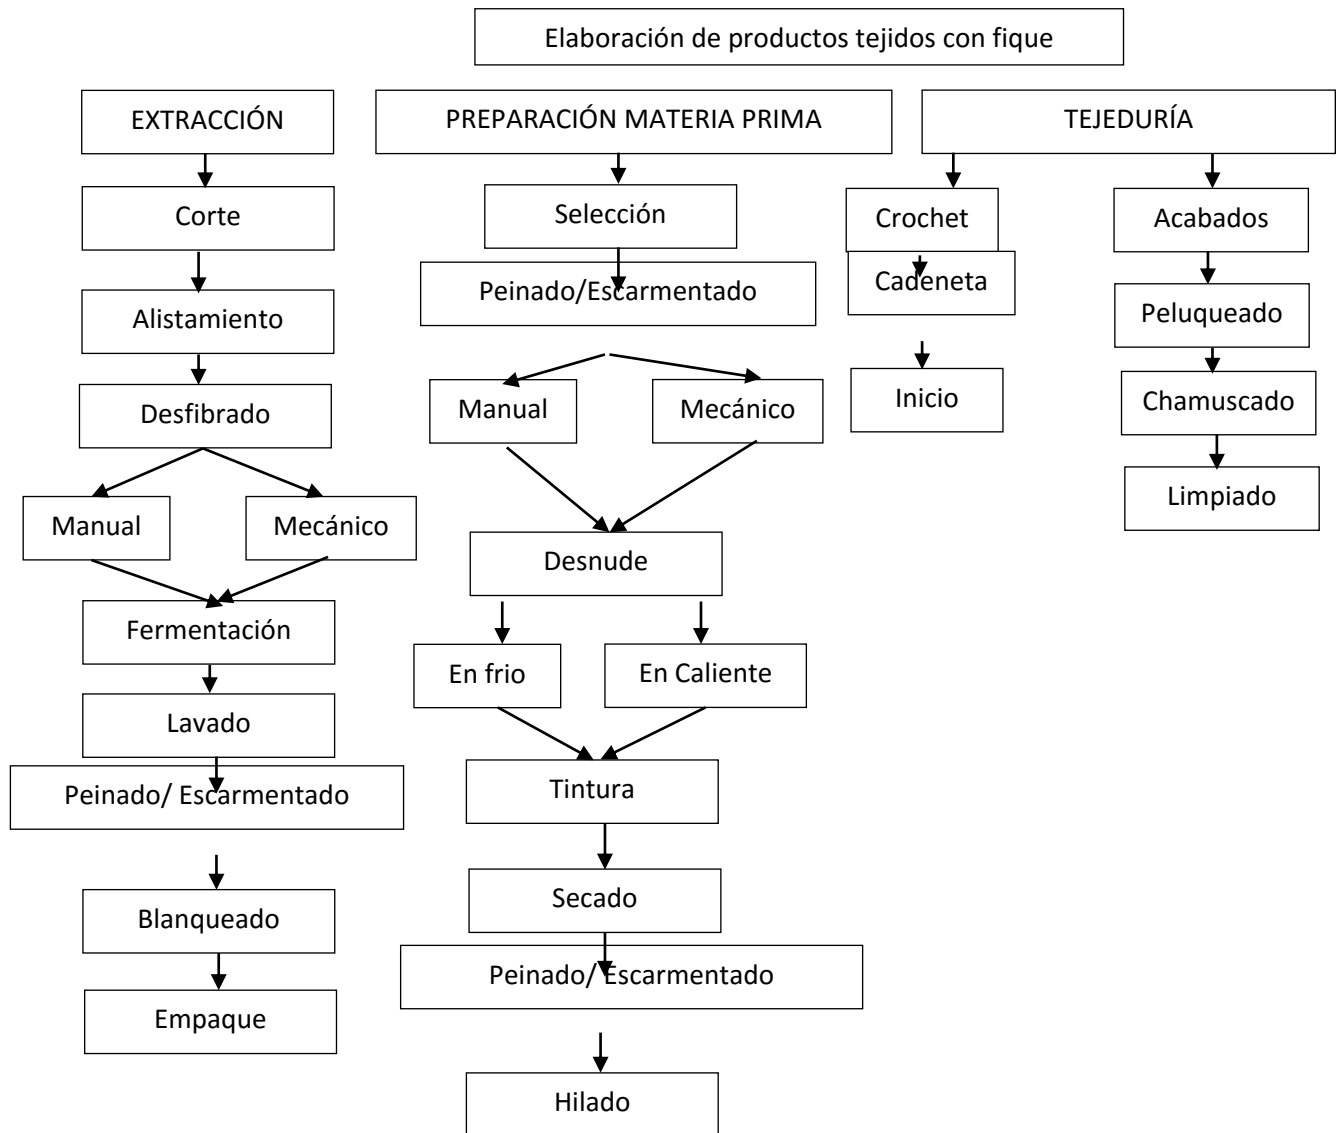 Elaboración de productos tejidos con fique
EXTRACCIÓN
Corte
Alistamiento
Desfibrado
Manual
Mecánico
Fermentación
Lavado
Peinado/ Escarmentado
Blanqueado
Empaque
PREPARACIÓN MATERIA PRIMA
Selección
Peinado/Escarmentado
Manual
Mecánico
Desnude
En frio
En Caliente
Tintura
Secado
Peinado/ Escarmentado
Hilado
TEJEDURÍA
Crochet
Cadeneta
Inicio
Acabados
Peluqueado
Chamuscado
Limpiado